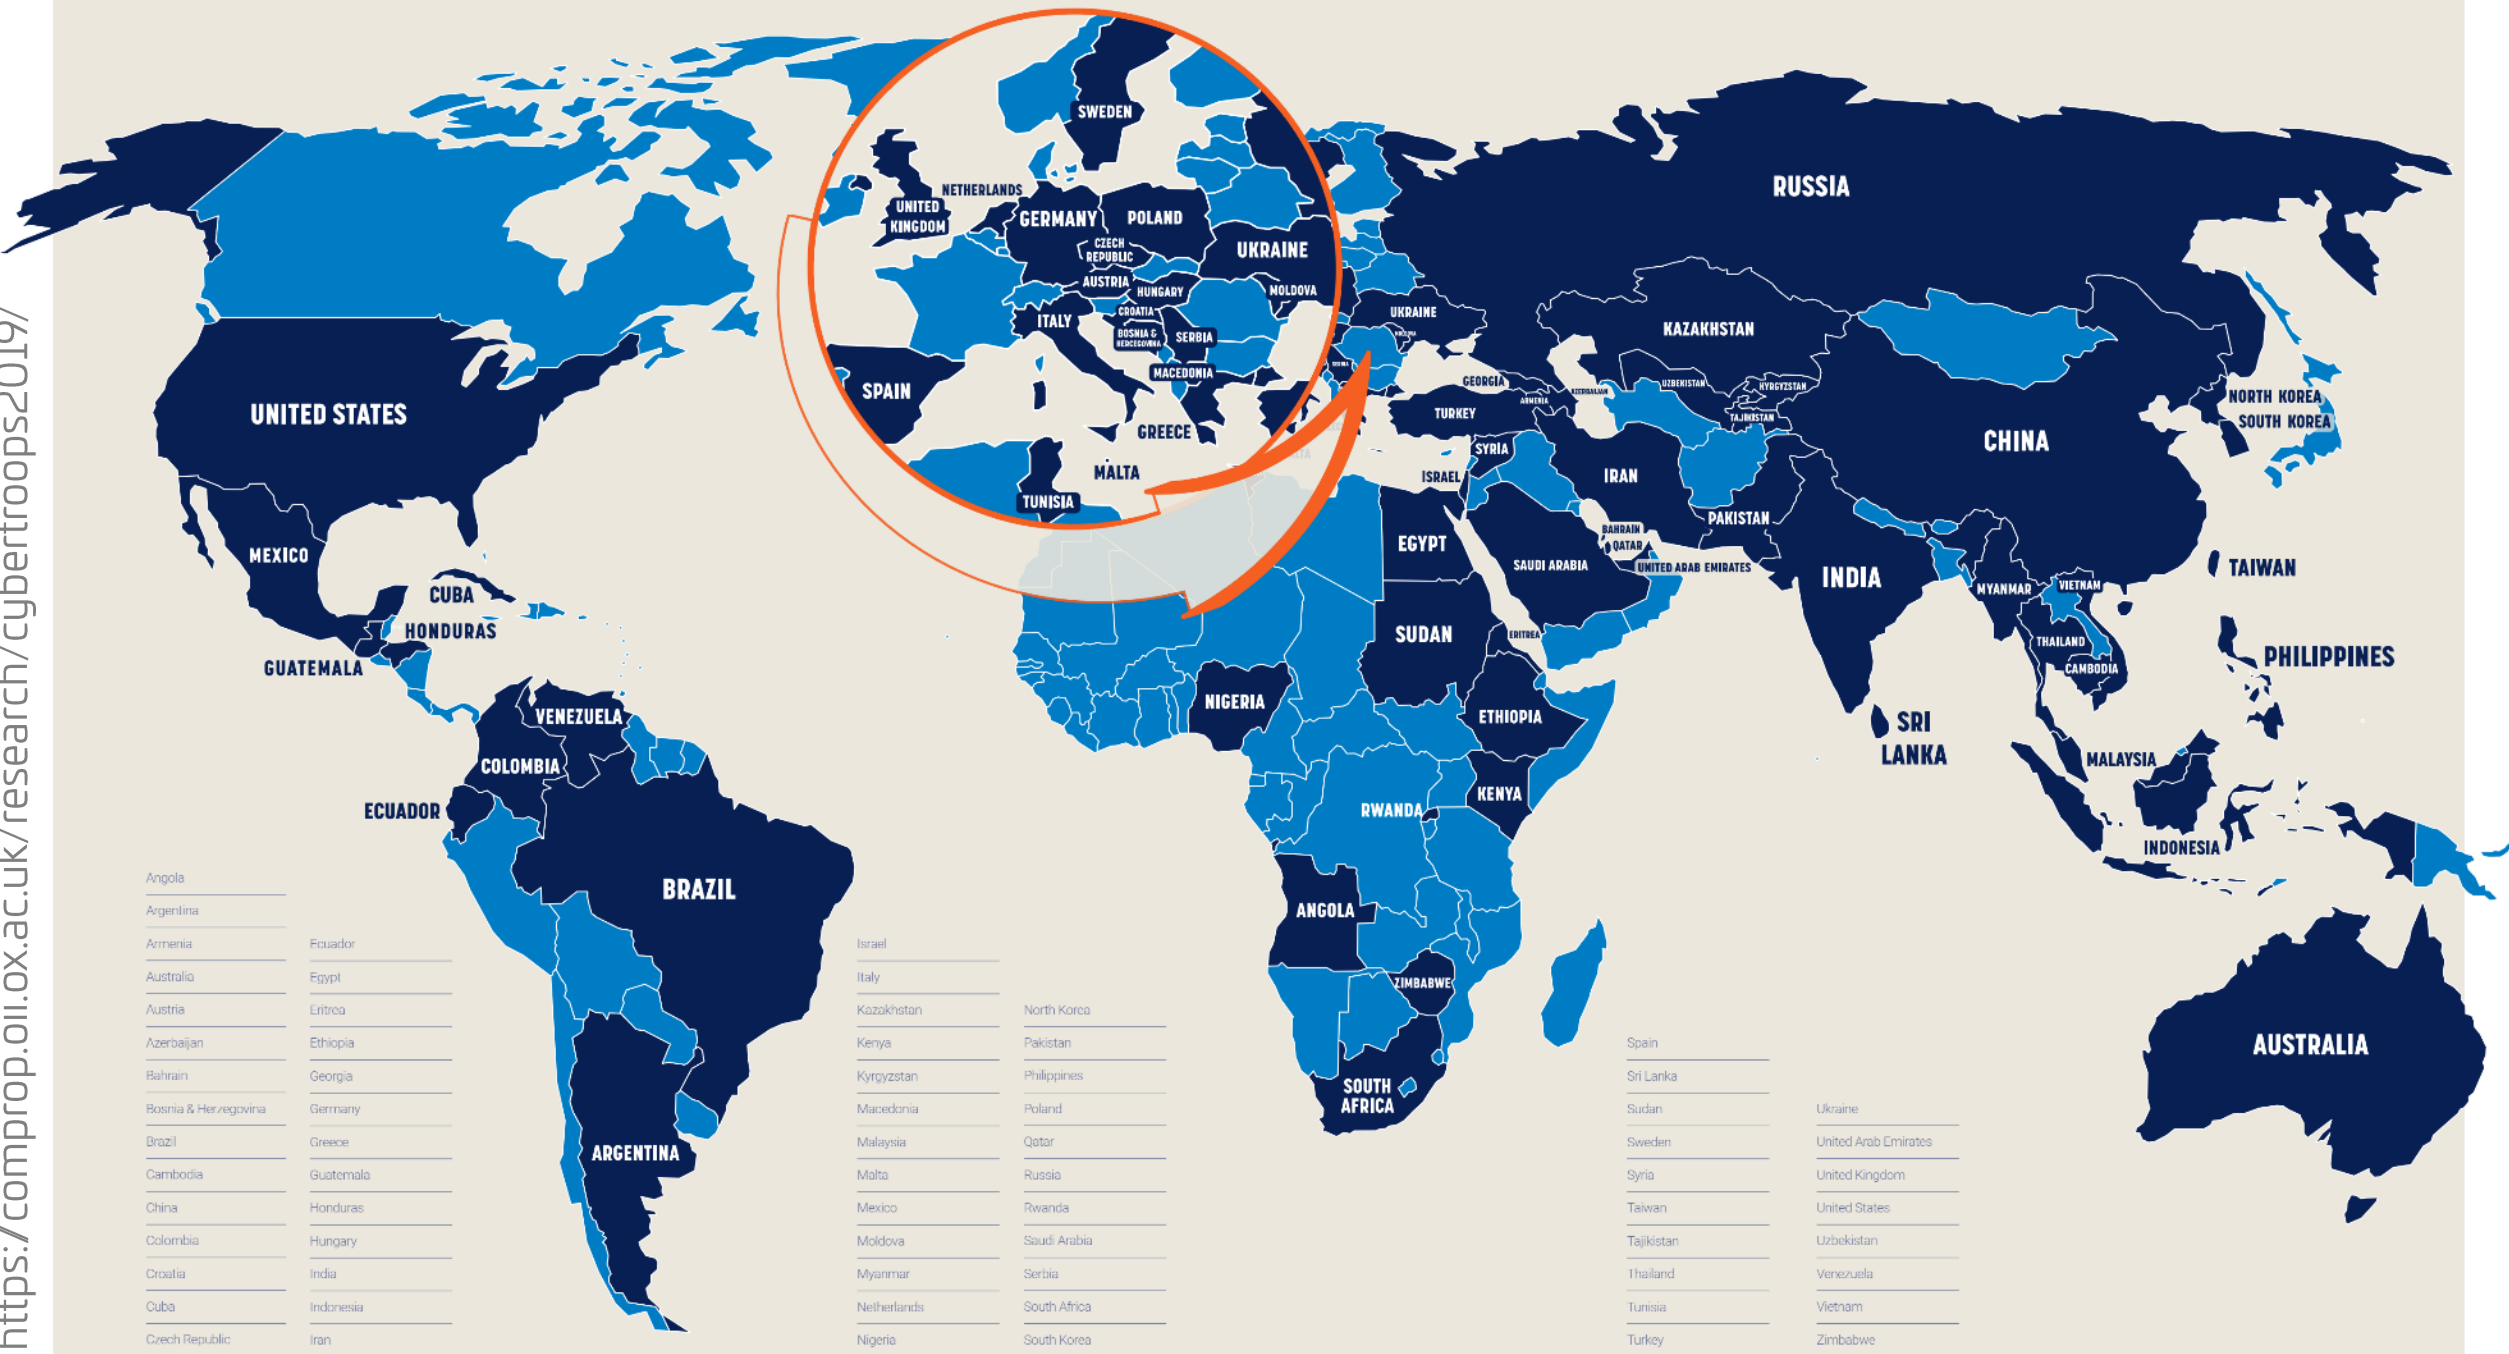 https://comprop.oii.ox.ac.uk/research/cybertroops2019/
SWEDEN
NETHERLANDS
UNITED
KINGDOM
GERMANY
POLAND
CZECH
REPUBLIC
UKRAINE
AUSTRIA
HUNGARY
MOLDOVA
CROATIA
ITALY
BOSNIA &
HERZEGOVINA
SERBIA
MACEDONIA
SPAIN
GREECE
MALTA
TUNISIA
RUSSIA
UKRAINE
KAZAKHSTAN
GEORGIA
AZERBAIJAN
ARMENIA
UZBEKISTAN
KYRGYZSTAN
TAJIKISTAN
TURKEY
SYRIA
ISRAEL
IRAN
NORTH KOREA
SOUTH KOREA
CHINA
UNITED STATES
MEXICO
CUBA
HONDURAS
GUATEMALA
EGYPT
BAHRAIN
QATAR
SAUDI ARABIA
UNITED ARAB EMIRATES
PAKISTAN
INDIA
TAIWAN
MYANMAR
VIETNAM
THAILAND
CAMBODIA
PHILIPPINES
SUDAN
ERITREA
NIGERIA
ETHIOPIA
KENYA
RWANDA
SRI
LANKA
MALAYSIA
INDONESIA
VENEZUELA
COLOMBIA
ECUADOR
BRAZIL
ARGENTINA
ANGOLA
ZIMBABWE
SOUTH
AFRICA
AUSTRALIA
Angola
Argentina
Armenia
Australia
Austria
Azerbaijan
Bahrain
Bosnia & Herzegovina
Brazil
Cambodia
China
Colombia
Croatia
Cuba
Czech Republic
Ecuador
Egypt
Eritrea
Ethiopia
Georgia
Germany
Greece
Guatemala
Honduras
Hungary
India
Indonesia
Iran
Israel
Italy
Kazakhstan
Kenya
Kyrgyzstan
Macedonia
Malaysia
Malta
Mexico
Moldova
Myanmar
Netherlands
Nigeria
North Korea
Pakistan
Philippines
Poland
Qatar
Russia
Rwanda
Saudi Arabia
Serbia
South Africa
South Korea
Spain
Sri Lanka
Sudan
Sweden
Syria
Taiwan
Tajikistan
Thailand
Tunisia
Turkey
Ukraine
United Arab Emirates
United Kingdom
United States
Uzbekistan
Venezuela
Vietnam
Zimbabwe